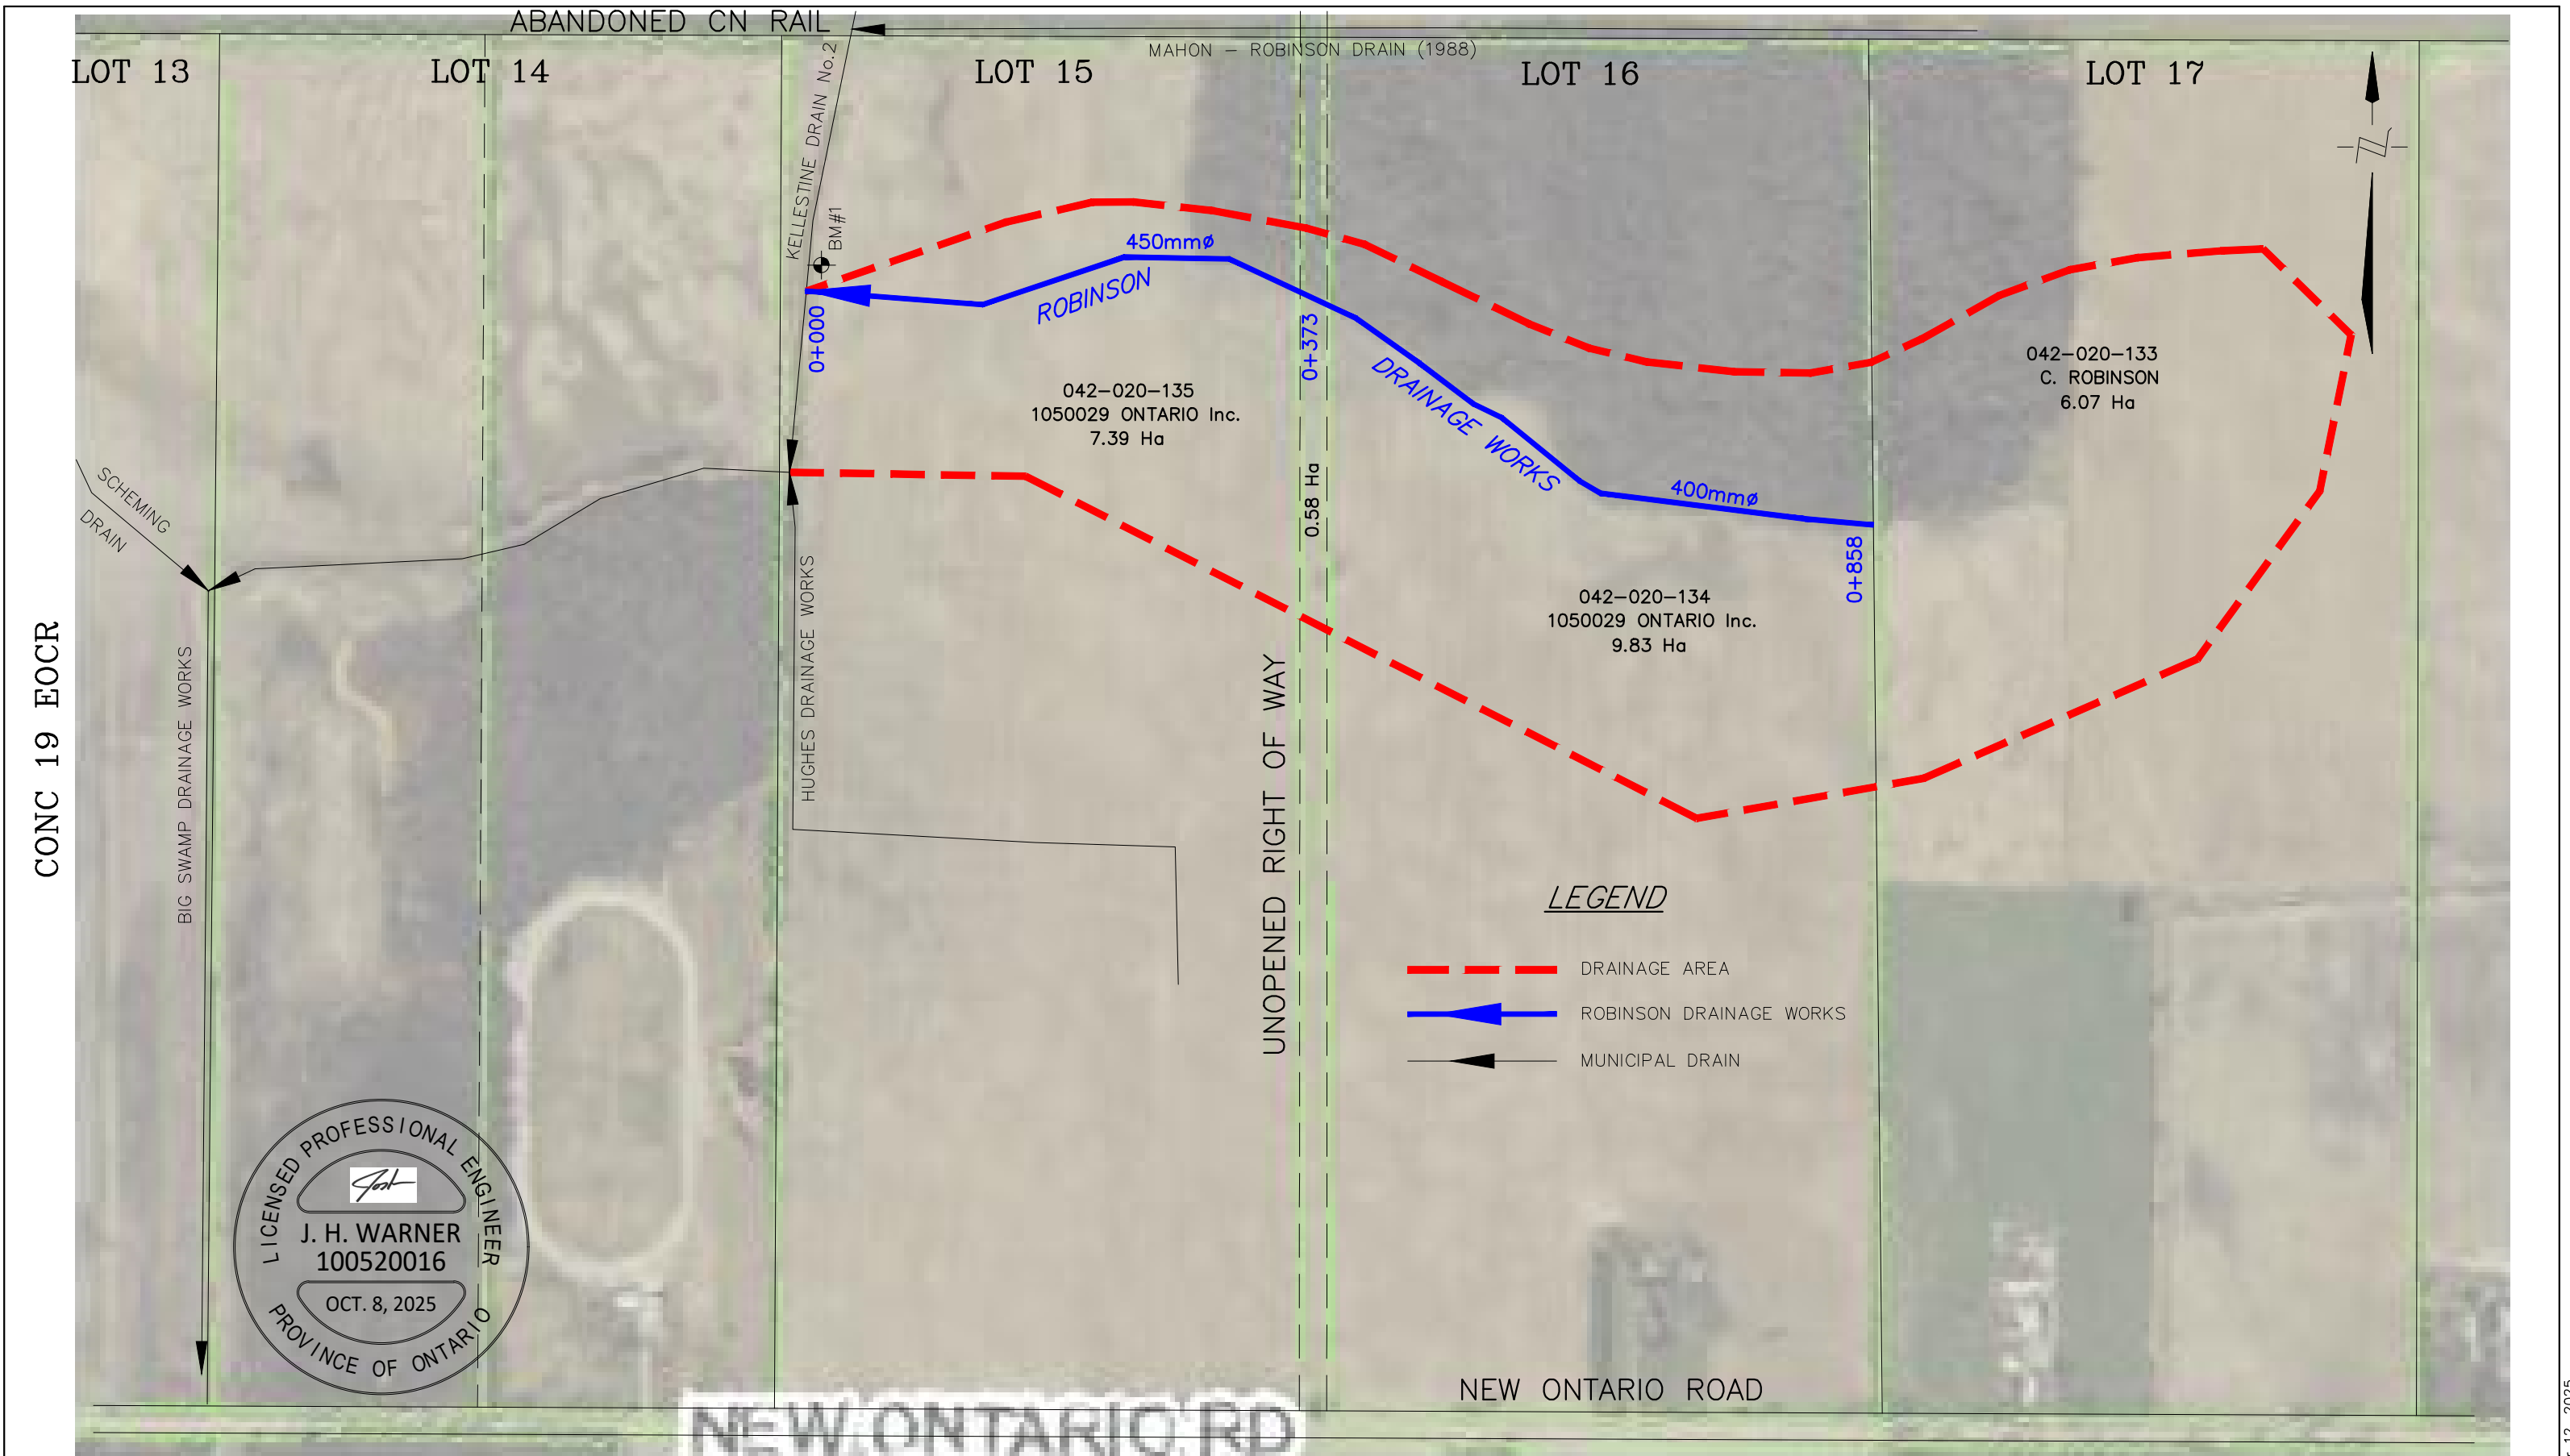 ABANDONED CN RAIL
MAHON – ROBINSON DRAIN (1988)
LOT 13
LOT 14
LOT 15
LOT 16
LOT 17
KELLESTINE DRAIN No.2
BM#1
450mmø
ROBINSON
DRAINAGE WORKS
400mmø
0+000
0+373
0+858
042-020-135
1050029 ONTARIO Inc.
7.39 Ha
0.58 Ha
042-020-133
C. ROBINSON
6.07 Ha
042-020-134
1050029 ONTARIO Inc.
9.83 Ha
SCHEMING
DRAIN
CONC 19 EOCR
BIG SWAMP DRAINAGE WORKS
HUGHES DRAINAGE WORKS
UNOPENED RIGHT OF WAY
LEGEND
DRAINAGE AREA
ROBINSON DRAINAGE WORKS
MUNICIPAL DRAIN
LICENSED PROFESSIONAL ENGINEER
Josh
J. H. WARNER
100520016
OCT. 8, 2025
PROVINCE OF ONTARIO
NEW ONTARIO ROAD
NEW ONTARIO RD
12, 2025